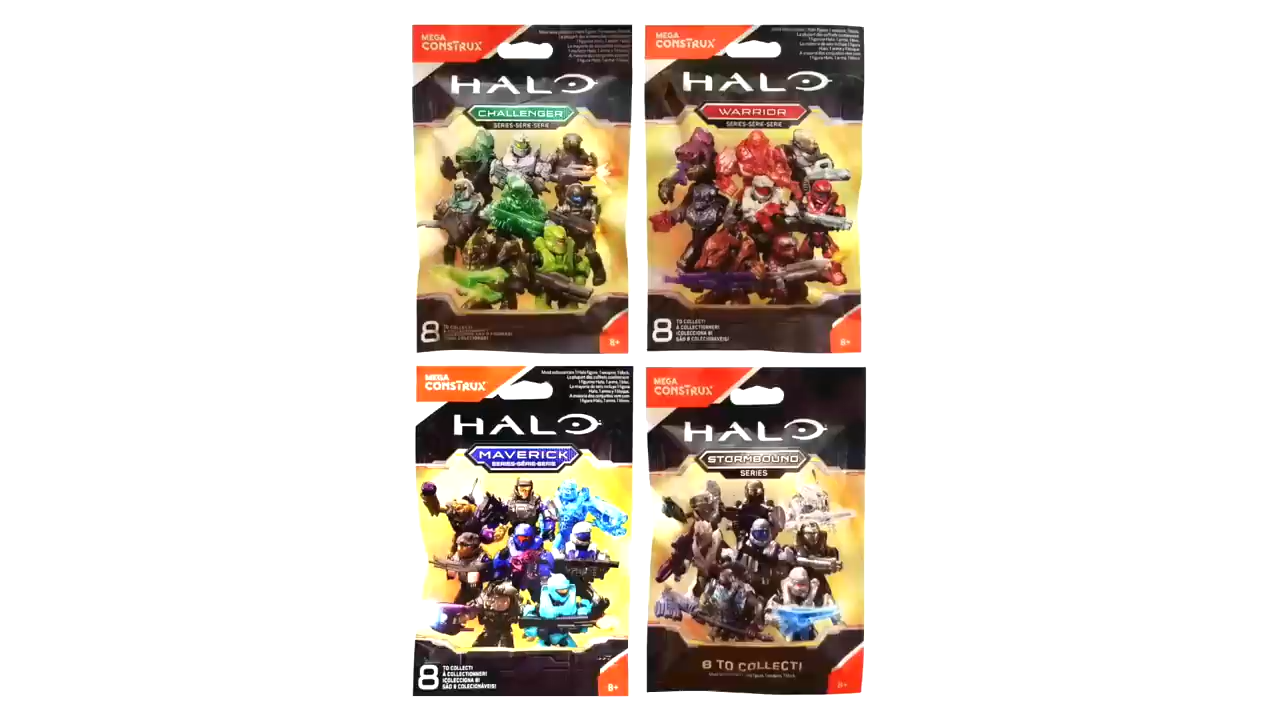 MEGA
CONSTRUX
HALO
CHALLENGER
SERIES•SÉRIE•SERIE
8
TO COLLECT!
8+
MEGA
CONSTRUX
HALO
WARRIOR
SERIES•SÉRIE•SERIE
8
TO COLLECT!
À COLLECTIONNER!
¡COLECCIONA 8!
SÃO 8 COLECIONÁVEIS!
8+
MEGA
CONSTRUX
HALO
MAVERICK
SERIES•SÉRIE•SERIE
8
TO COLLECT!
À COLLECTIONNER!
¡COLECCIONA 8!
SÃO 8 COLECIONÁVEIS!
8+
MEGA
CONSTRUX
HALO
STORMBOUND
SERIES
8 TO COLLECT!
8+